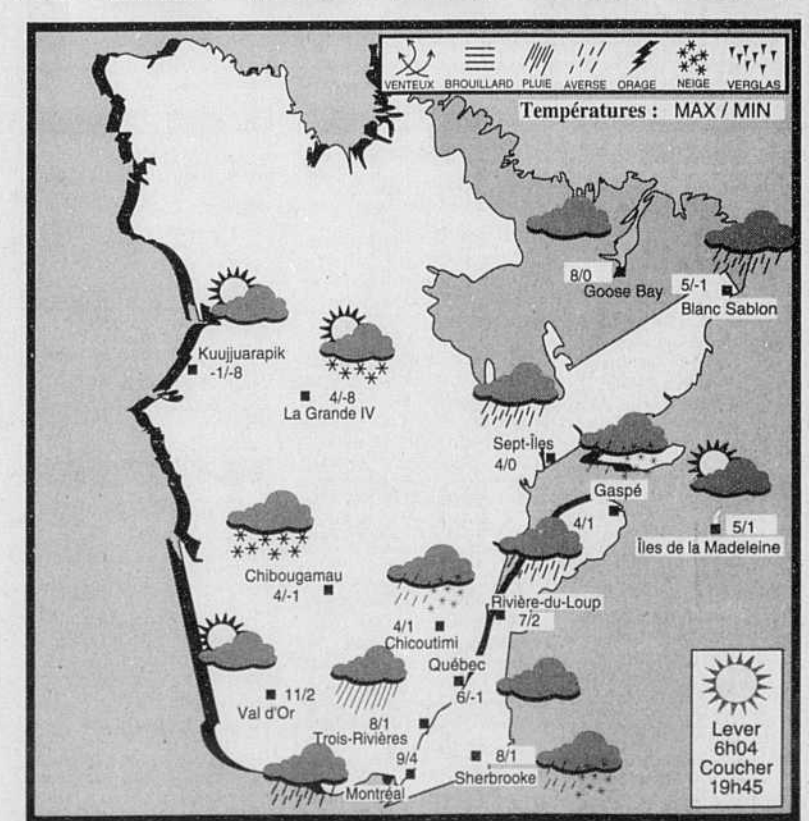 VENTEUX BROUILLARD PLUIE AVERSE ORAGE NEIGE VERGLAS
Températures : MAX / MIN
8/0
Goose Bay
5/-1
Blanc Sablon
Kuujjuarapik
-1/-8
4/-8
La Grande IV
Sept-Îles
4/0
Gaspé
4/1
5/1
Îles de la Madeleine
Chibougamau
4/-1
4/1
Chicoutimi
Rivière-du-Loup
7/2
Québec
6/-1
11/2
Val d'Or
8/1
Trois-Rivières
9/4
Montréal
8/1
Sherbrooke
Lever
6h04
Coucher
19h45